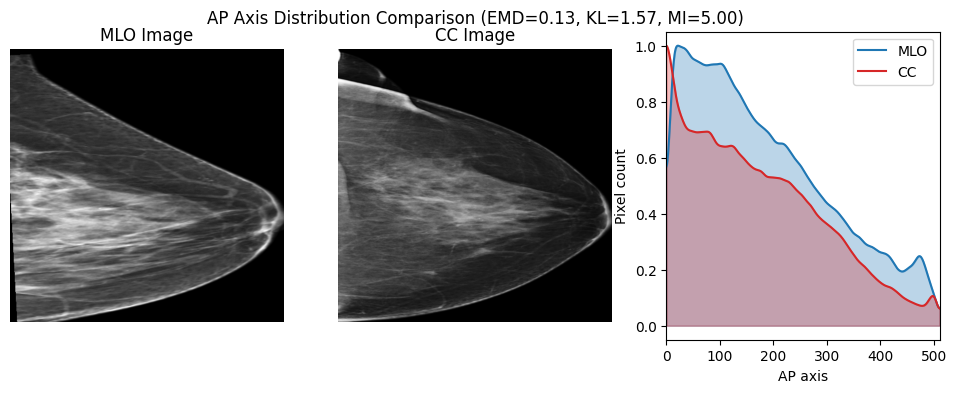 AP Axis Distribution Comparison (EMD=0.13, KL=1.57, MI=5.00)
MLO Image
CC Image
MLO
CC
1.0
0.8
0.6
0.4
0.2
0.0
Pixel count
0 100 200 300 400 500
AP axis